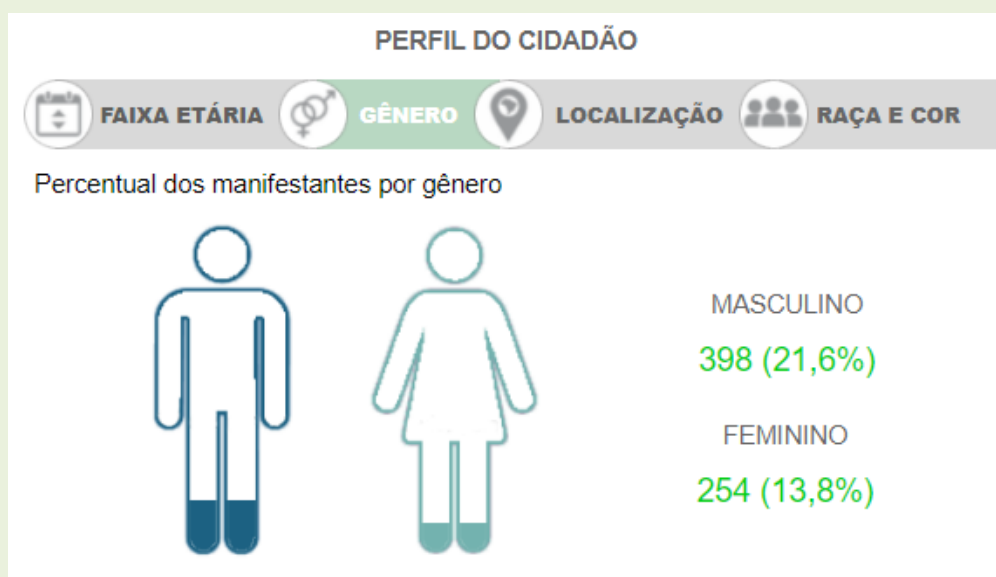 PERFIL DO CIDADÃO
FAIXA ETÁRIA GÊNERO LOCALIZAÇÃO RAÇA E COR
Percentual dos manifestantes por gênero
MASCULINO
398 (21,6%)
FEMININO
254 (13,8%)